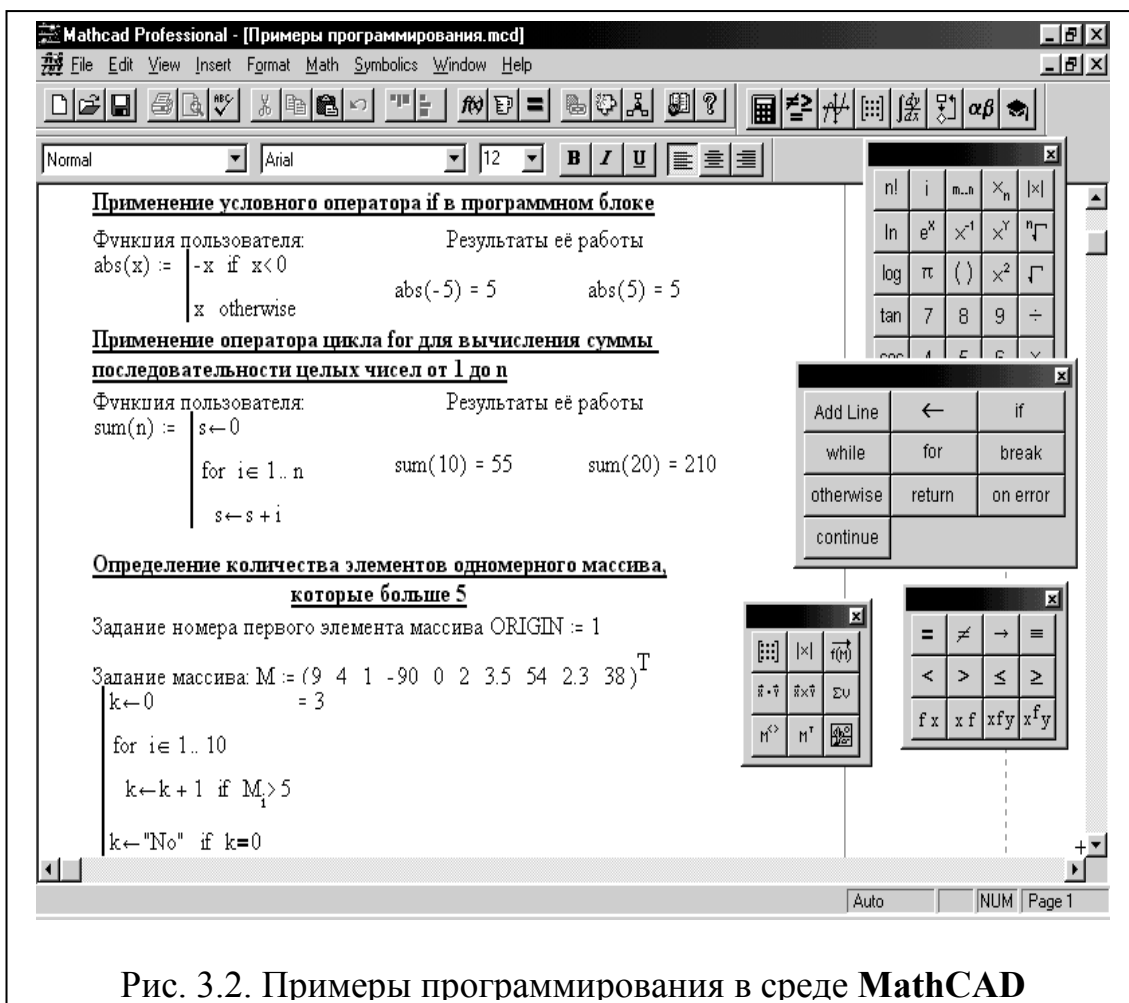 Mathcad Professional - [Примеры программирования.mcd]
File Edit View Insert Format Math Symbolics Window Help
Normal Arial 12 B I U
Применение условного оператора if в программном блоке
Функция пользователя: Результаты её работы
abs(x) := -x if x<0
abs(-5) = 5 abs(5) = 5
x otherwise
Применение оператора цикла for для вычисления суммы
последовательности целых чисел от 1 до n
Функция пользователя: Результаты её работы
sum(n) := s←0
for i∈ 1.. n sum(10) = 55 sum(20) = 210
s←s + i
Определение количества элементов одномерного массива,
которые больше 5
Задание номера первого элемента массива ORIGIN := 1
Задание массива: M := (9 4 1 -90 0 2 3.5 54 2.3 38)^T
k←0 = 3
for i∈ 1.. 10
k←k + 1 if M_i>5
k←"No" if k=0
n! i m..n ×n |×|
ln e^x ×^-1 ×^Y n√
log π ( ) ×^2 √
tan 7 8 9 ÷
cos 4 5 6 ×
Add Line ← if
while for break
otherwise return on error
continue
|×| f(M)
Συ
M^<> M^T
= ≠ → ≡
< > ≤ ≥
f x x f xfy x^f y
Auto NUM Page 1
Рис. 3.2. Примеры программирования в среде MathCAD